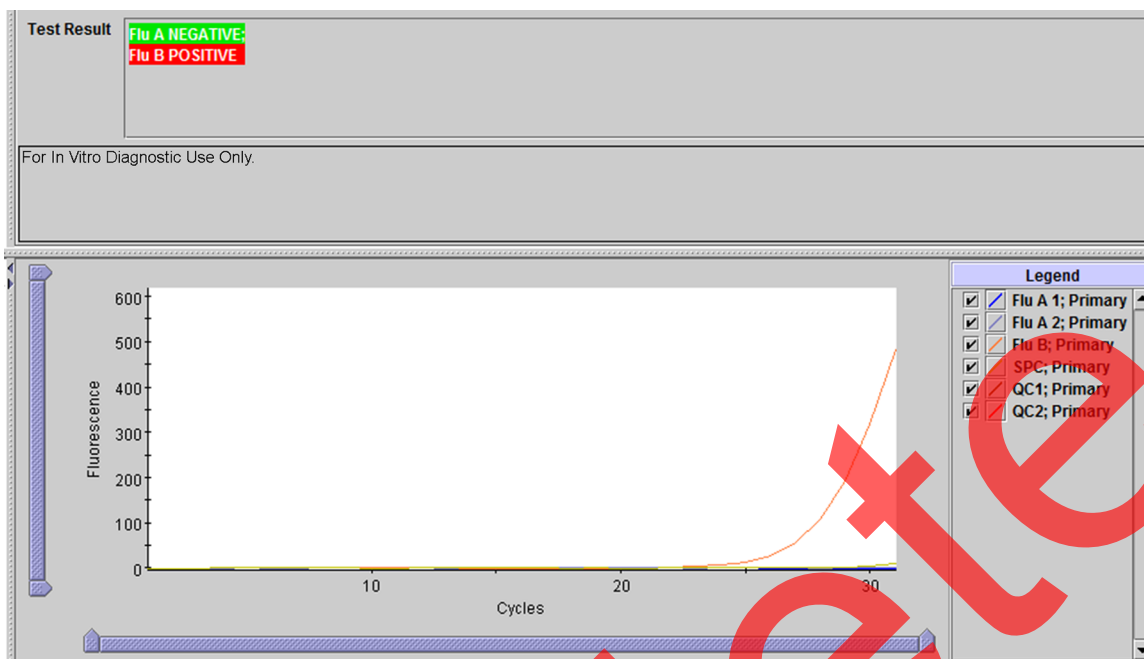 Test Result
Flu A NEGATIVE;
Flu B POSITIVE
For In Vitro Diagnostic Use Only.
Legend
Flu A 1; Primary
Flu A 2; Primary
Flu B; Primary
SPC; Primary
QC1; Primary
QC2; Primary
600
500
400
300
200
100
0
Fluorescence
10
20
30
Cycles
ete